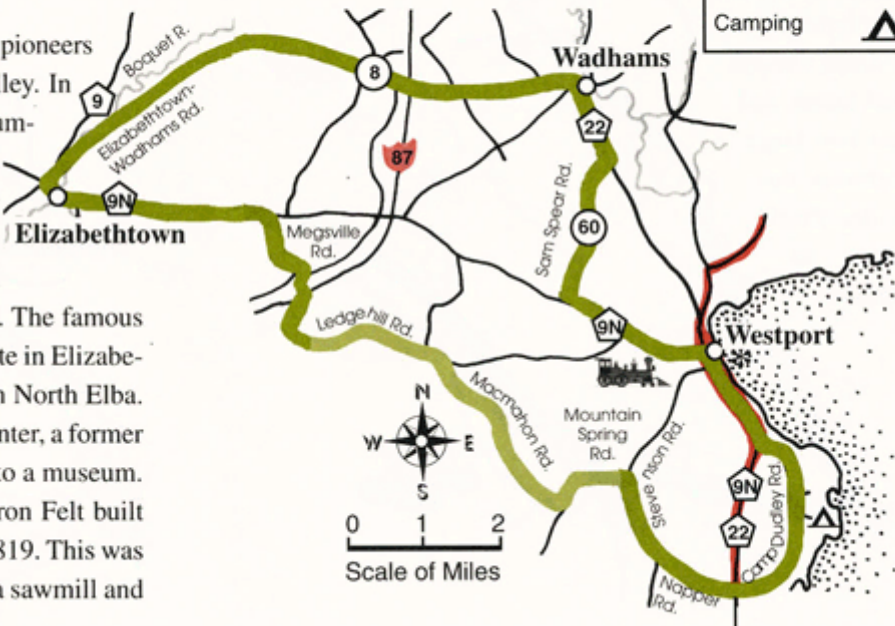 pioneers
lley. In
um-
. The famous
te in Elizabe-
n North Elba.
nter, a former
to a museum.
ron Felt built
819. This was
a sawmill and
Camping
Boquet R.
9
8
Wadhams
Elizabethtown-
Wadhams Rd.
22
87
9N
Elizabethtown
Megsville
Rd.
Sam Spear Rd.
60
Ledgehill Rd.
9N
Westport
N
W
E
S
Macmahon Rd.
Mountain
Spring
Rd.
Stevenson Rd.
9N
22
Camp Dudley Rd.
Napper
Rd.
0 1 2
Scale of Miles